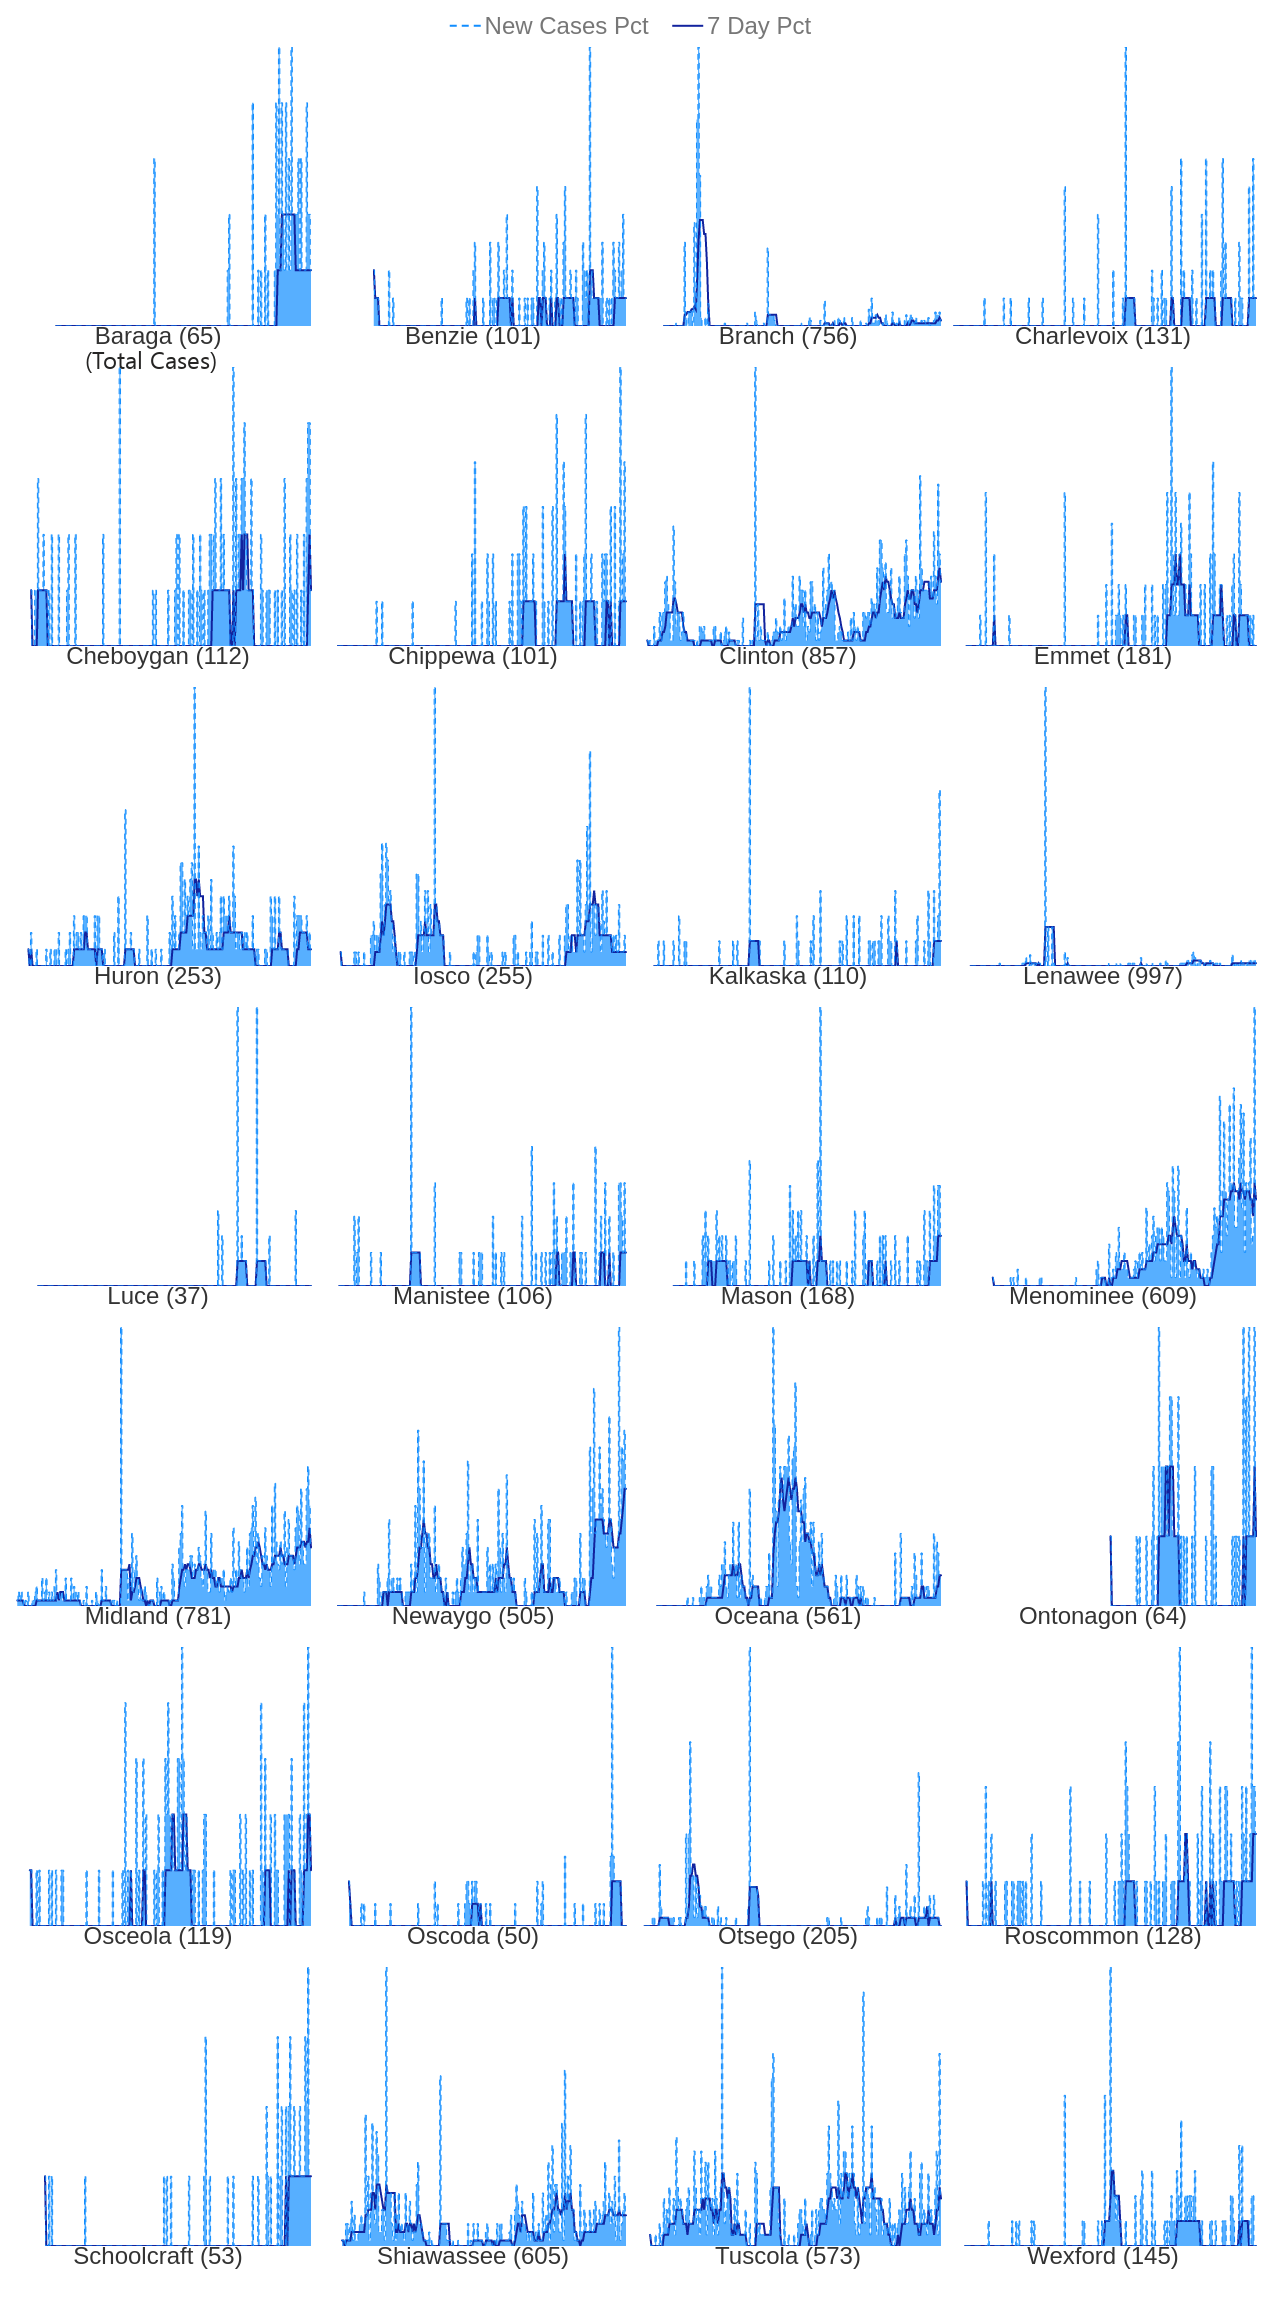 New Cases Pct 7 Day Pct
Baraga (65) Benzie (101) Branch (756) Charlevoix (131)
(Total Cases)
Cheboygan (112) Chippewa (101) Clinton (857) Emmet (181)
Huron (253) Iosco (255) Kalkaska (110) Lenawee (997)
Luce (37) Manistee (106) Mason (168) Menominee (609)
Midland (781) Newaygo (505) Oceana (561) Ontonagon (64)
Osceola (119) Oscoda (50) Otsego (205) Roscommon (128)
Schoolcraft (53) Shiawassee (605) Tuscola (573) Wexford (145)